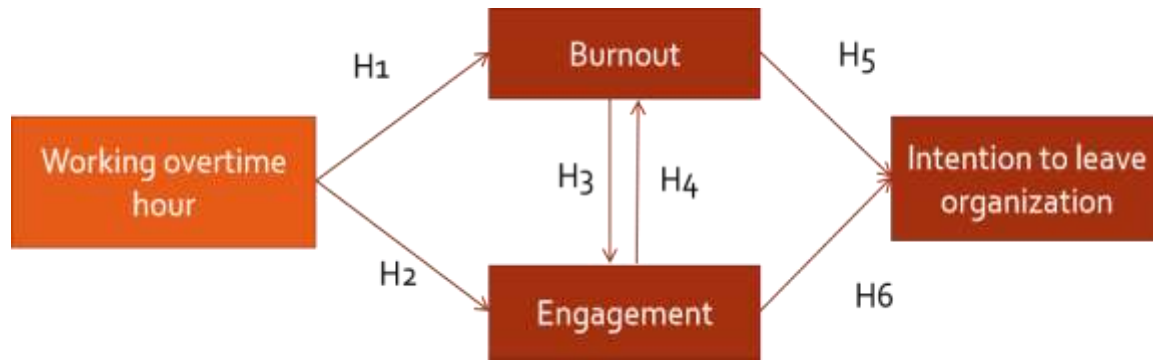 Burnout
H1
H5
Working overtime
hour
H3
H4
Intention to leave
organization
H2
Engagement
H6